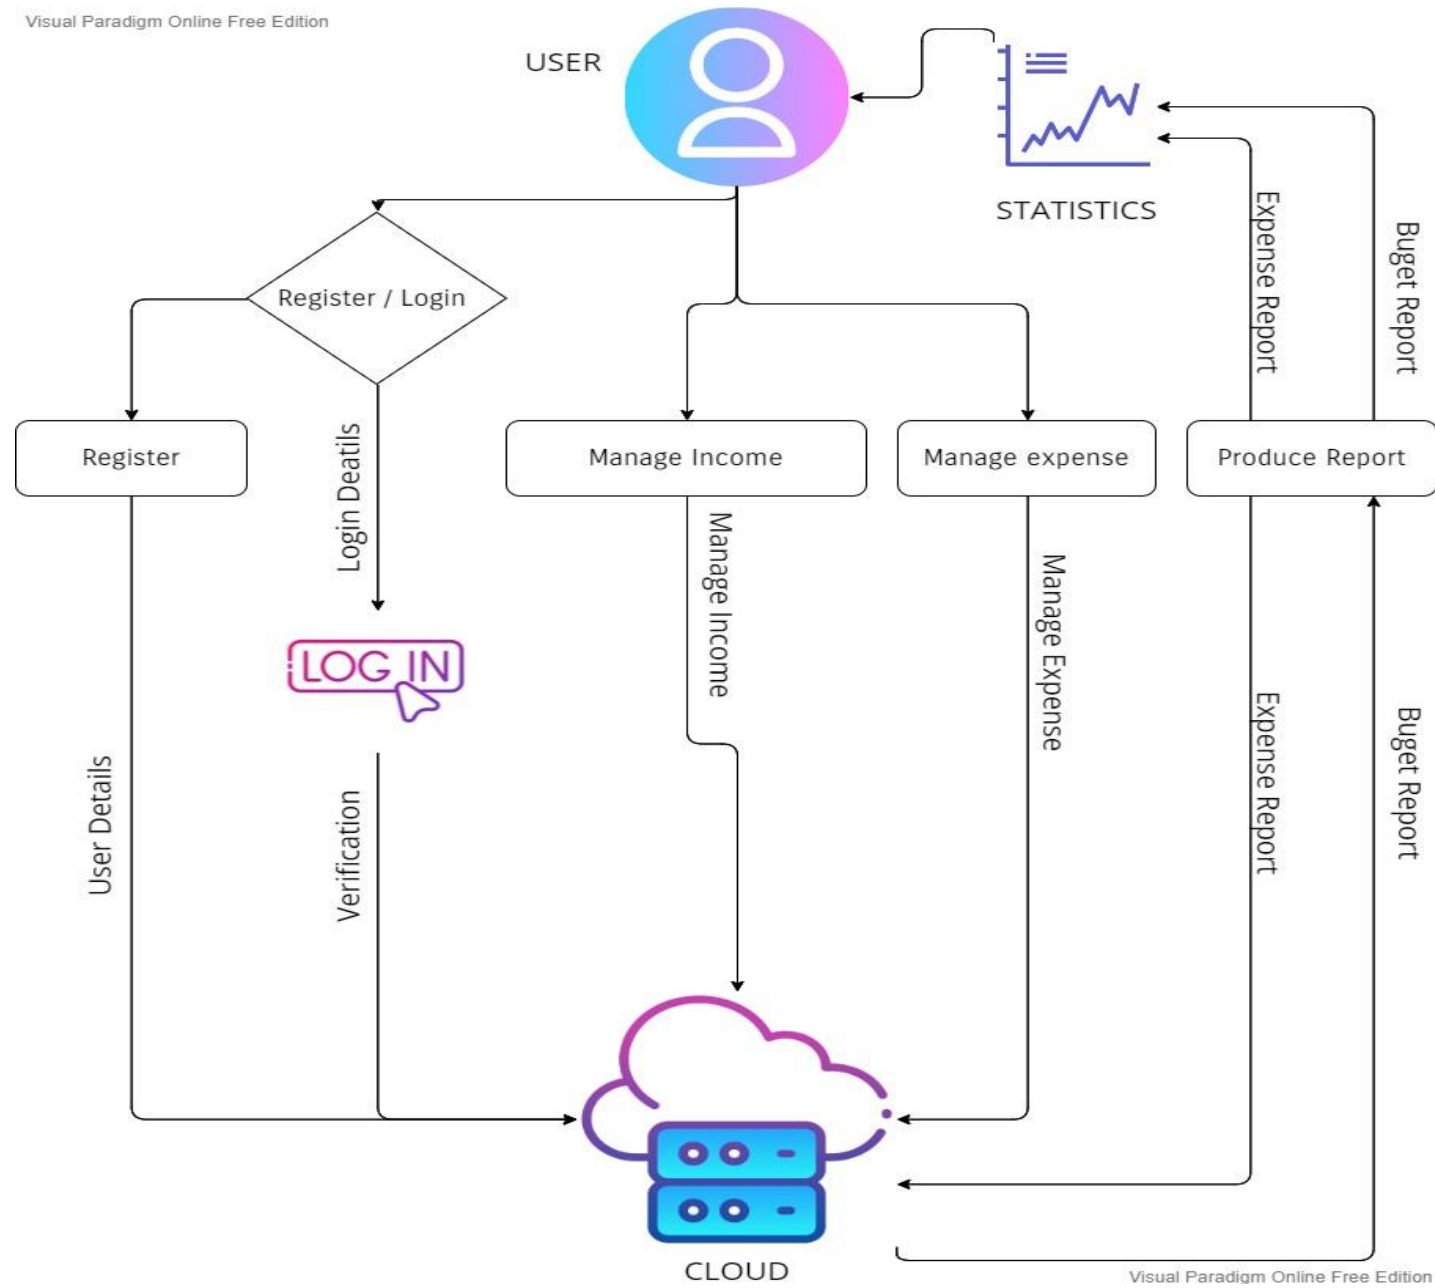 Visual Paradigm Online Free Edition
USER
STATISTICS
Expense Report
Buget Report
Register / Login
Register
Login Deatils
Manage Income
Manage expense
Produce Report
LOG IN
Manage Income
Manage Expense
Expense Report
Buget Report
User Details
Verification
CLOUD
Visual Paradigm Online Free Edition